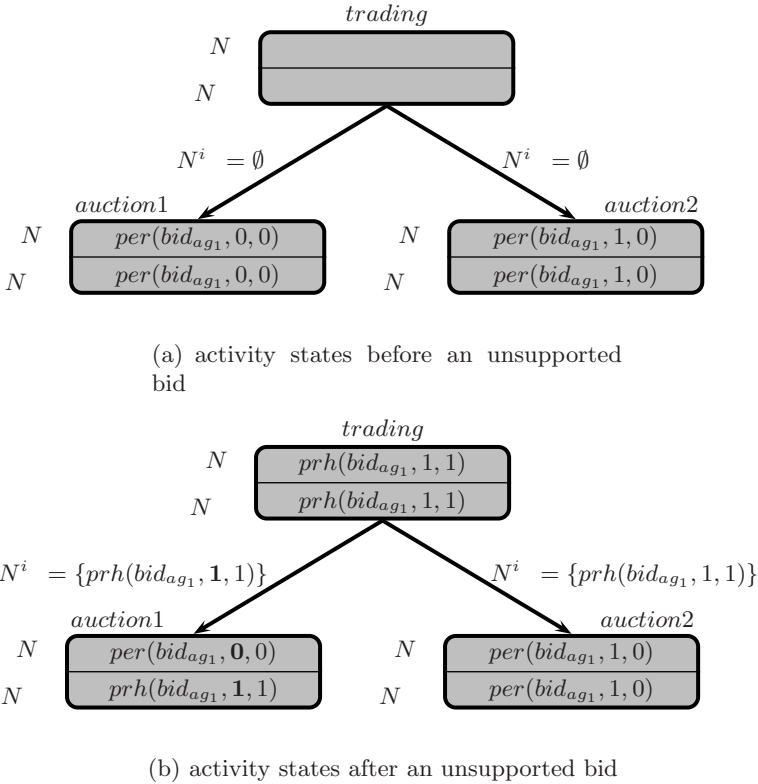 trading
N
N
N^i = ∅
N^i = ∅
auction1
auction2
N
per(bid_{ag_1}, 0, 0)
N
per(bid_{ag_1}, 1, 0)
N
per(bid_{ag_1}, 0, 0)
N
per(bid_{ag_1}, 1, 0)
(a) activity states before an unsupported
bid
trading
N
prh(bid_{ag_1}, 1, 1)
N
prh(bid_{ag_1}, 1, 1)
N^i = {prh(bid_{ag_1}, 1, 1)}
N^i = {prh(bid_{ag_1}, 1, 1)}
auction1
auction2
N
per(bid_{ag_1}, 0, 0)
N
per(bid_{ag_1}, 1, 0)
N
prh(bid_{ag_1}, 1, 1)
N
per(bid_{ag_1}, 1, 0)
(b) activity states after an unsupported bid